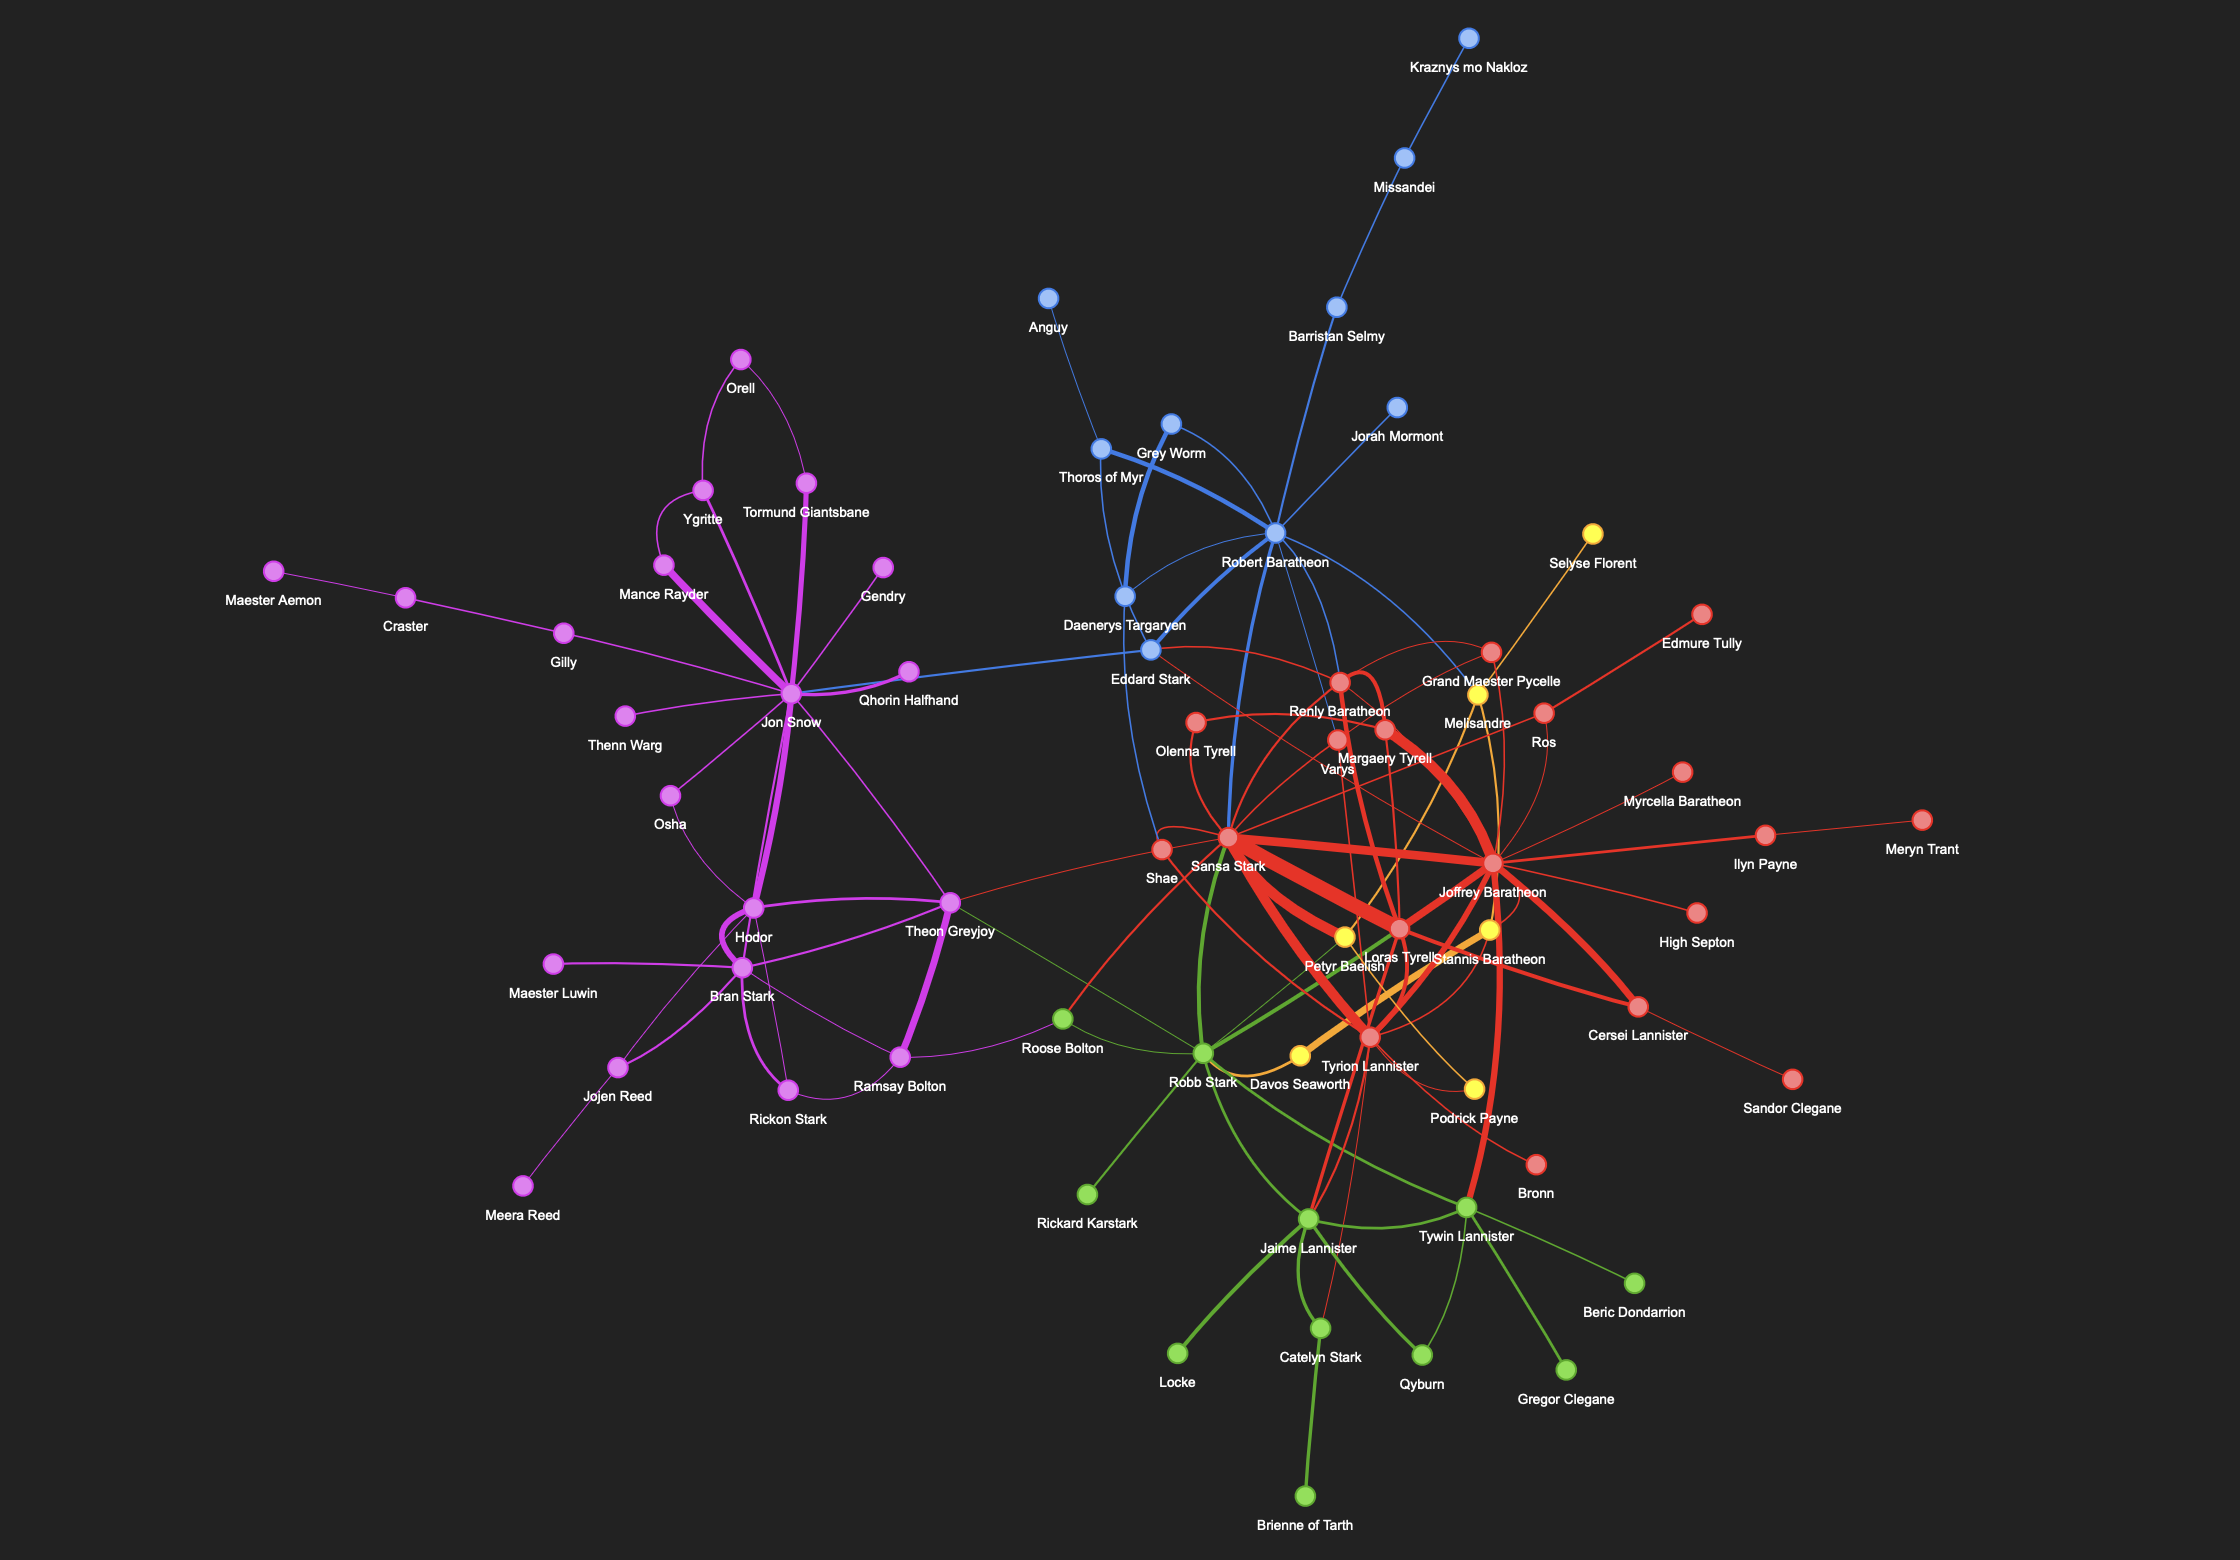 Kraznys mo Nakloz
Missandei
Anguy
Barristan Selmy
Orell
Jorah Mormont
Grey Worm
Thoros of Myr
Tormund Giantsbane
Ygritte
Robert Baratheon
Selyse Florent
Mance Rayder
Gendry
Maester Aemon
Craster
Daenerys Targaryen
Edmure Tully
Gilly
Eddard Stark
Grand Maester Pycelle
Qhorin Halfhand
Renly Baratheon
Jon Snow
Melisandre
Thenn Warg
Olenna Tyrell
Ros
Margaery Tyrell
Varys
Myrcella Baratheon
Osha
Meryn Trant
Ilyn Payne
Sansa Stark
Shae
Joffrey Baratheon
Theon Greyjoy
Hodor
High Septon
Loras Tyrell
Stannis Baratheon
Petyr Baelish
Maester Luwin
Bran Stark
Cersei Lannister
Roose Bolton
Tyrion Lannister
Robb Stark
Davos Seaworth
Ramsay Bolton
Jojen Reed
Sandor Clegane
Rickon Stark
Podrick Payne
Bronn
Meera Reed
Rickard Karstark
Tywin Lannister
Jaime Lannister
Beric Dondarrion
Catelyn Stark
Locke
Qyburn
Gregor Clegane
Brienne of Tarth